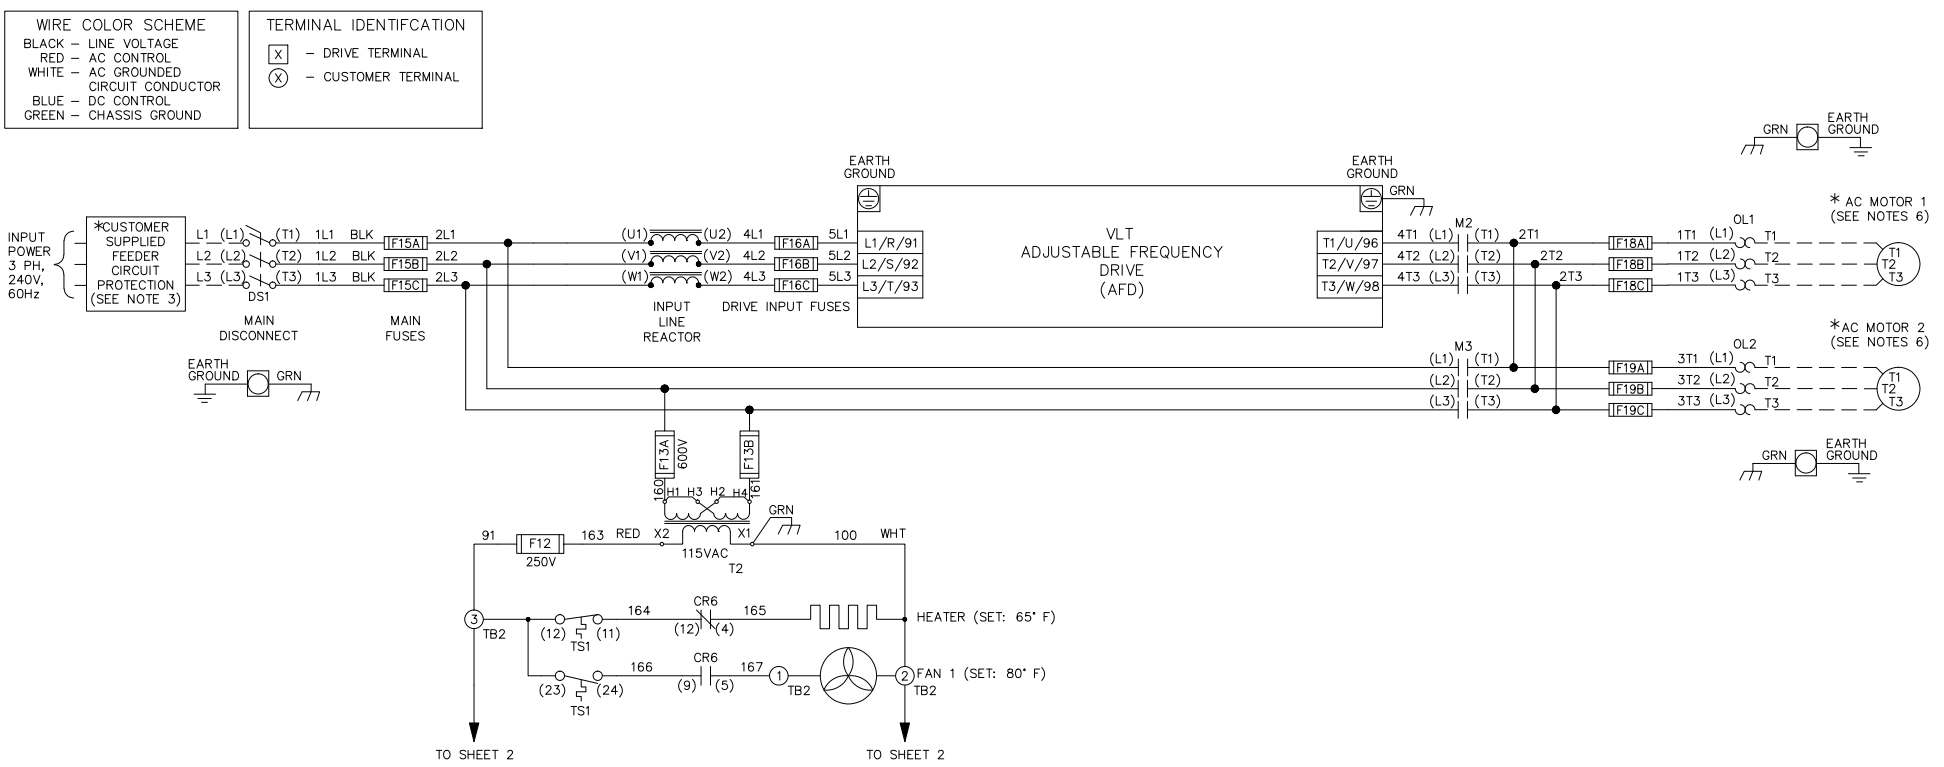 WIRE COLOR SCHEME
BLACK – LINE VOLTAGE
RED – AC CONTROL
WHITE – AC GROUNDED
CIRCUIT CONDUCTOR
BLUE – DC CONTROL
GREEN – CHASSIS GROUND
TERMINAL IDENTIFCATION
X – DRIVE TERMINAL
X – CUSTOMER TERMINAL
INPUT
POWER
3 PH,
240V,
60Hz
*CUSTOMER
SUPPLIED
FEEDER
CIRCUIT
PROTECTION
(SEE NOTE 3)
L1 (L1) (T1) 1L1 BLK F15A 2L1
L2 (L2) (T2) 1L2 BLK F15B 2L2
L3 (L3) (T3) 1L3 BLK F15C 2L3
DS1
MAIN
DISCONNECT
MAIN
FUSES
EARTH
GROUND
GRN
(U1) (U2) 4L1 F16A 5L1
(V1) (V2) 4L2 F16B 5L2
(W1) (W2) 4L3 F16C 5L3
INPUT
LINE
REACTOR
DRIVE INPUT FUSES
EARTH
GROUND
L1/R/91
L2/S/92
L3/T/93
VLT
ADJUSTABLE FREQUENCY
DRIVE
(AFD)
EARTH
GROUND
GRN
T1/U/96
T2/V/97
T3/W/98
M2
4T1 (L1) (T1) 2T1
4T2 (L2) (T2) 2T2
4T3 (L3) (T3) 2T3
M3
(L1) (T1)
(L2) (T2)
(L3) (T3)
GRN
EARTH
GROUND
* AC MOTOR 1
(SEE NOTES 6)
OL1
F18A 1T1 (L1) T1
F18B 1T2 (L2) T2
F18C 1T3 (L3) T3
T1
T2
T3
* AC MOTOR 2
(SEE NOTES 6)
OL2
F19A 3T1 (L1) T1
F19B 3T2 (L2) T2
F19C 3T3 (L3) T3
T1
T2
T3
GRN
EARTH
GROUND
F13A
600V
F13B
160
161
H1 H3 H2 H4
GRN
91 F12 163 RED X2 X1 100 WHT
250V
115VAC
T2
3
TB2
(12) (11)
TS1
164
CR6
(12) (4)
165
HEATER (SET: 65° F)
(23) (24)
TS1
166
CR6
(9) (5)
167
1
TB2
2
TB2
FAN 1 (SET: 80° F)
TO SHEET 2
TO SHEET 2